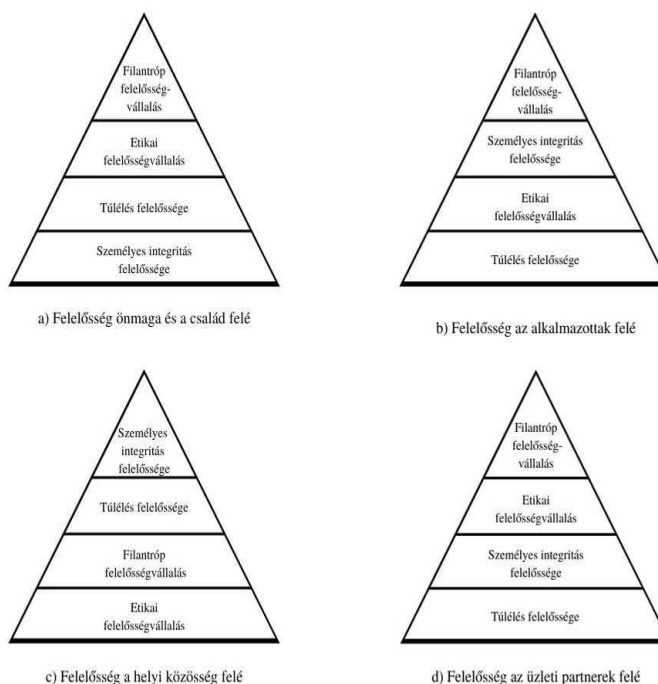 Filantróp
felelősség-
vállalás
Etikai
felelősségvállalás
Túlélés felelőssége
Személyes integritás
felelőssége
a) Felelősség önmaga és a család felé
Filantróp
felelősség-
vállalás
Személyes integritás
felelőssége
Etikai
felelősségvállalás
Túlélés felelőssége
b) Felelősség az alkalmazottak felé
Személyes
integritás
felelőssége
Túlélés felelőssége
Filantróp
felelősségvállalás
Etikai
felelősségvállalás
c) Felelősség a helyi közösség felé
Filantróp
felelősség-
vállalás
Etikai
felelősségvállalás
Személyes integritás
felelőssége
Túlélés felelőssége
d) Felelősség az üzleti partnerek felé